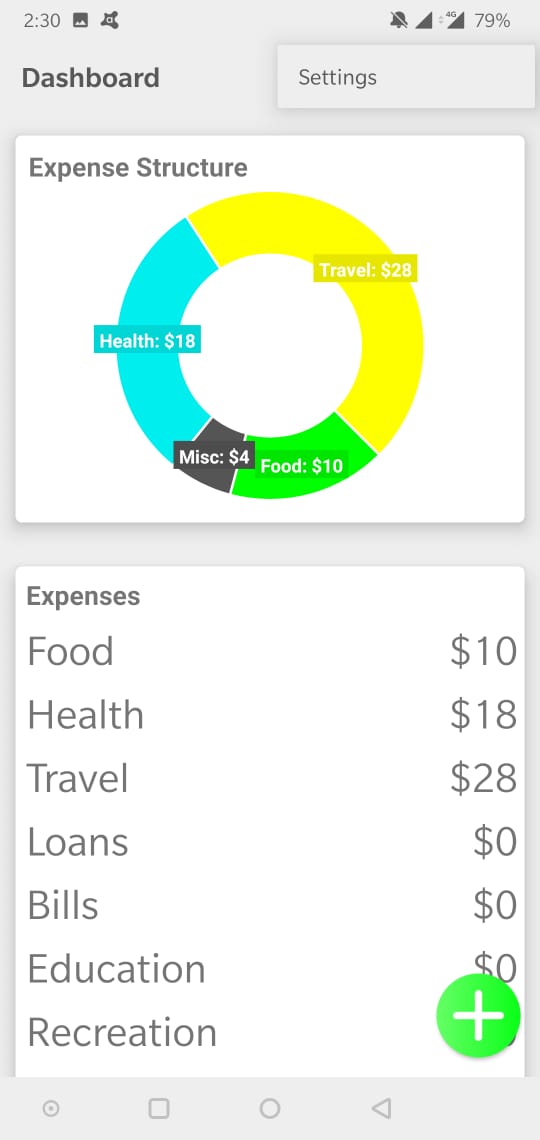 2:30
4G
79%
Dashboard
Settings
Expense Structure
Travel: $28
Health: $18
Misc: $4
Food: $10
Expenses
Food $10
Health $18
Travel $28
Loans $0
Bills $0
Education $0
Recreation